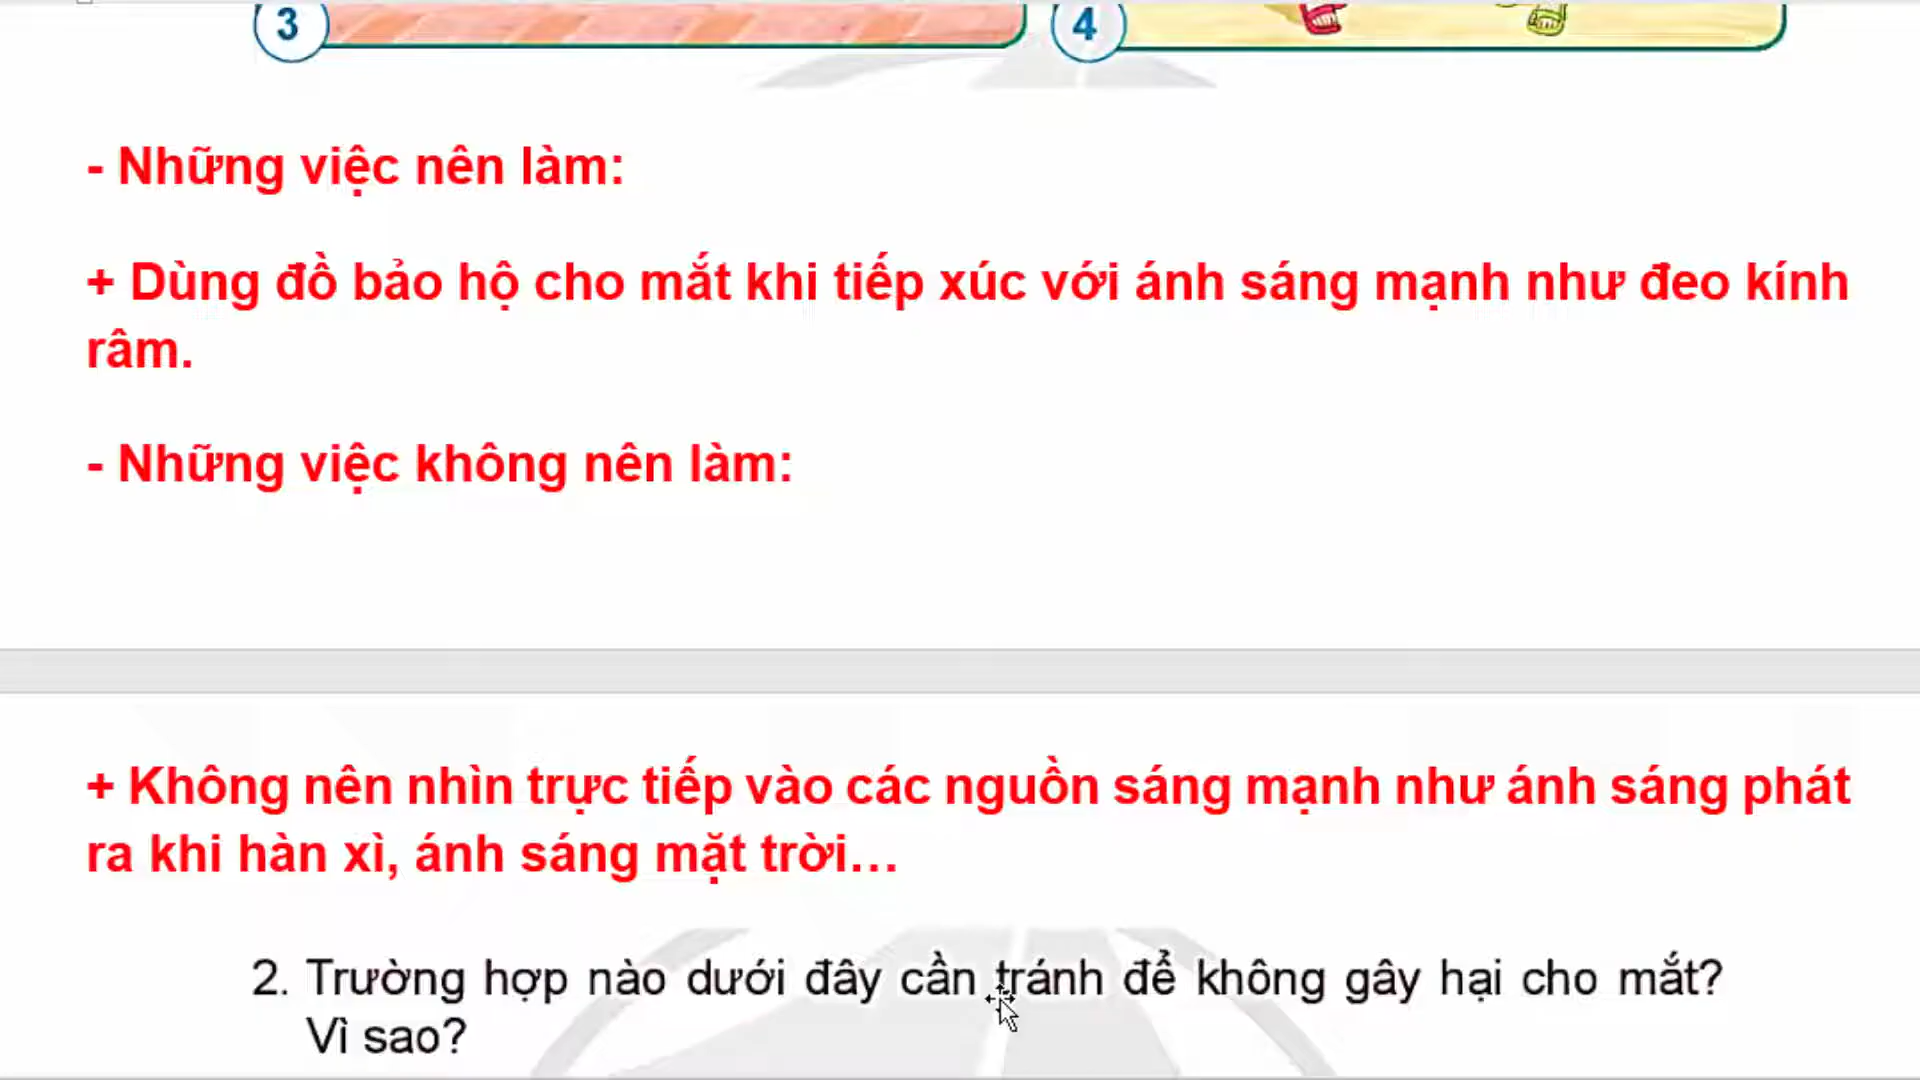 3 4
- Những việc nên làm:
+ Dùng đồ bảo hộ cho mắt khi tiếp xúc với ánh sáng mạnh như đeo kính
râm.
- Những việc không nên làm:
+ Không nên nhìn trực tiếp vào các nguồn sáng mạnh như ánh sáng phát
ra khi hàn xì, ánh sáng mặt trời...
2. Trường hợp nào dưới đây cần tránh để không gây hại cho mắt?
Vì sao?